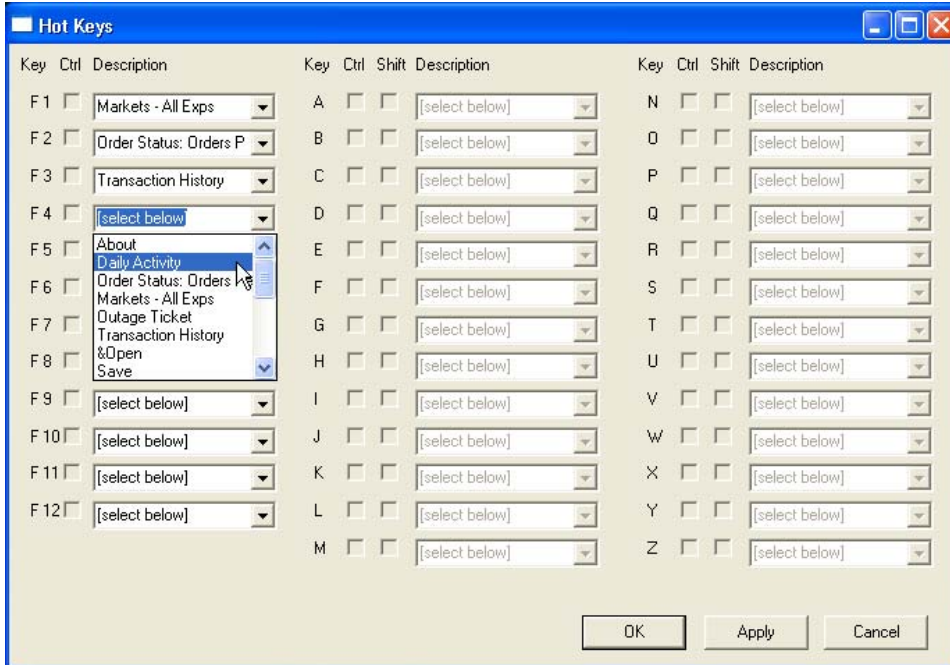 Hot Keys
Key Ctrl Description Key Ctrl Shift Description Key Ctrl Shift Description
F1 Markets - All Exps A [select below] N [select below]
F2 Order Status: Orders P B [select below] O [select below]
F3 Transaction History C [select below] P [select below]
F4 [select below] D [select below] Q [select below]
About
F5 Daily Activity E [select below] R [select below]
Order Status: Orders
F6 Markets - All Exps F [select below] S [select below]
Outage Ticket
F7 Transaction History G [select below] T [select below]
&Open
F8 Save H [select below] U [select below]
F9 [select below] I [select below] V [select below]
F10 [select below] J [select below] W [select below]
F11 [select below] K [select below] X [select below]
F12 [select below] L [select below] Y [select below]
M [select below] Z [select below]
OK Apply Cancel